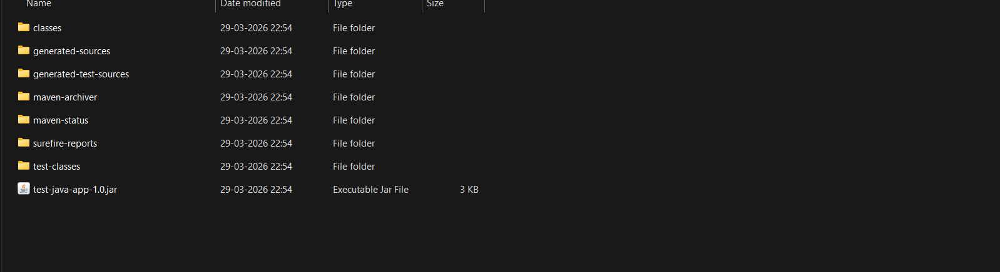 Name Date modified Type Size
classes 29-03-2026 22:54 File folder
generated-sources 29-03-2026 22:54 File folder
generated-test-sources 29-03-2026 22:54 File folder
maven-archiver 29-03-2026 22:54 File folder
maven-status 29-03-2026 22:54 File folder
surefire-reports 29-03-2026 22:54 File folder
test-classes 29-03-2026 22:54 File folder
test-java-app-1.0.jar 29-03-2026 22:54 Executable Jar File 3 KB